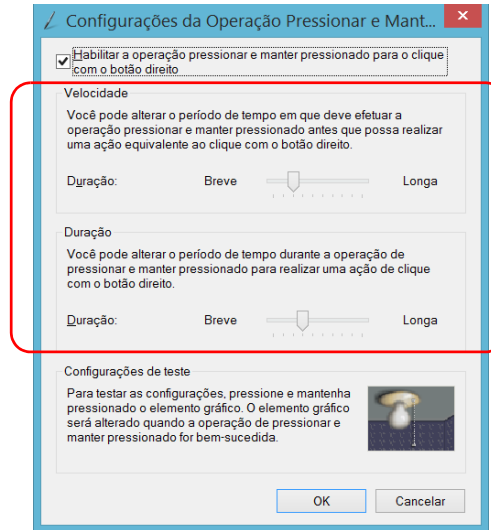 Configurações da Operação Pressionar e Mant...
Habilitar a operação pressionar e manter pressionado para o clique
com o botão direito
Velocidade
Você pode alterar o período de tempo em que deve efetuar a
operação pressionar e manter pressionado antes que possa realizar
uma ação equivalente ao clique com o botão direito.
Duração: Breve Longa
Duração
Você pode alterar o período de tempo durante a operação de
pressionar e manter pressionado para realizar uma ação de clique
com o botão direito.
Duração: Breve Longa
Configurações de teste
Para testar as configurações, pressione e mantenha
pressionado o elemento gráfico. O elemento gráfico
será alterado quando a operação de pressionar e
manter pressionado for bem-sucedida.
OK Cancelar